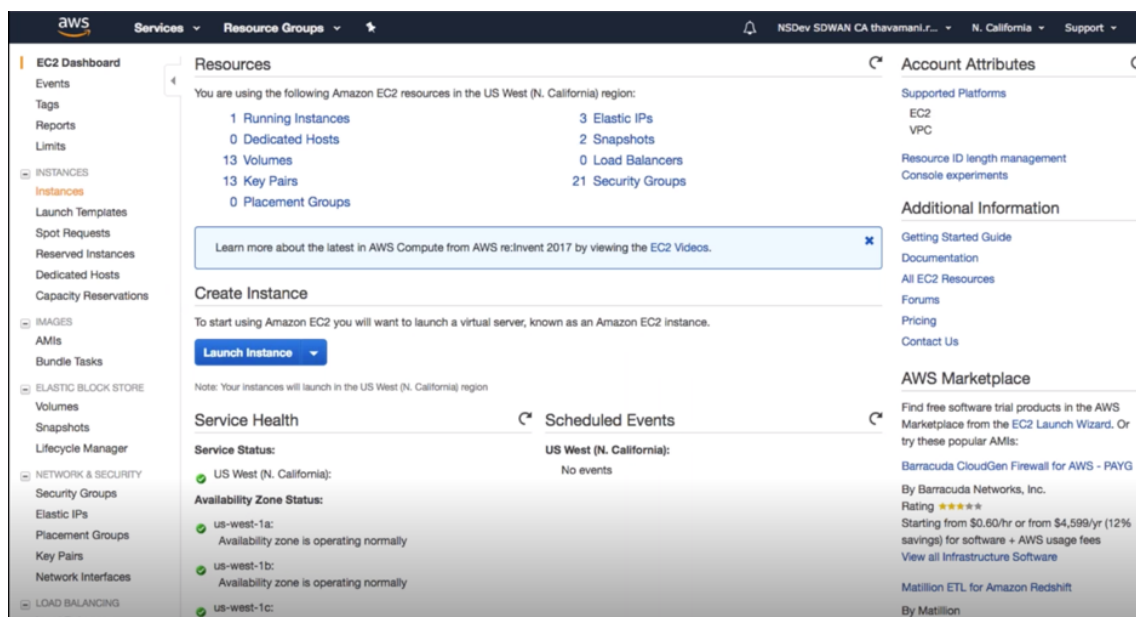 aws
Services
Resource Groups
NSDev SDWAN CA thavamani.r...
N. California
Support
EC2 Dashboard
Events
Tags
Reports
Limits
INSTANCES
Instances
Launch Templates
Spot Requests
Reserved Instances
Dedicated Hosts
Capacity Reservations
IMAGES
AMIs
Bundle Tasks
ELASTIC BLOCK STORE
Volumes
Snapshots
Lifecycle Manager
NETWORK & SECURITY
Security Groups
Elastic IPs
Placement Groups
Key Pairs
Network Interfaces
LOAD BALANCING
Resources
You are using the following Amazon EC2 resources in the US West (N. California) region:
1 Running Instances
0 Dedicated Hosts
13 Volumes
13 Key Pairs
0 Placement Groups
3 Elastic IPs
2 Snapshots
0 Load Balancers
21 Security Groups
Learn more about the latest in AWS Compute from AWS re:Invent 2017 by viewing the EC2 Videos.
Create Instance
To start using Amazon EC2 you will want to launch a virtual server, known as an Amazon EC2 instance.
Launch Instance
Note: Your instances will launch in the US West (N. California) region
Service Health
Service Status:
US West (N. California):
Availability Zone Status:
us-west-1a:
Availability zone is operating normally
us-west-1b:
Availability zone is operating normally
us-west-1c:
Scheduled Events
US West (N. California):
No events
Account Attributes
Supported Platforms
EC2
VPC
Resource ID length management
Console experiments
Additional Information
Getting Started Guide
Documentation
All EC2 Resources
Forums
Pricing
Contact Us
AWS Marketplace
Find free software trial products in the AWS
Marketplace from the EC2 Launch Wizard. Or
try these popular AMIs:
Barracuda CloudGen Firewall for AWS - PAYG
By Barracuda Networks, Inc.
Rating
Starting from $0.60/hr or from $4,599/yr (12%
savings) for software + AWS usage fees
View all Infrastructure Software
Matillion ETL for Amazon Redshift
By Matillion